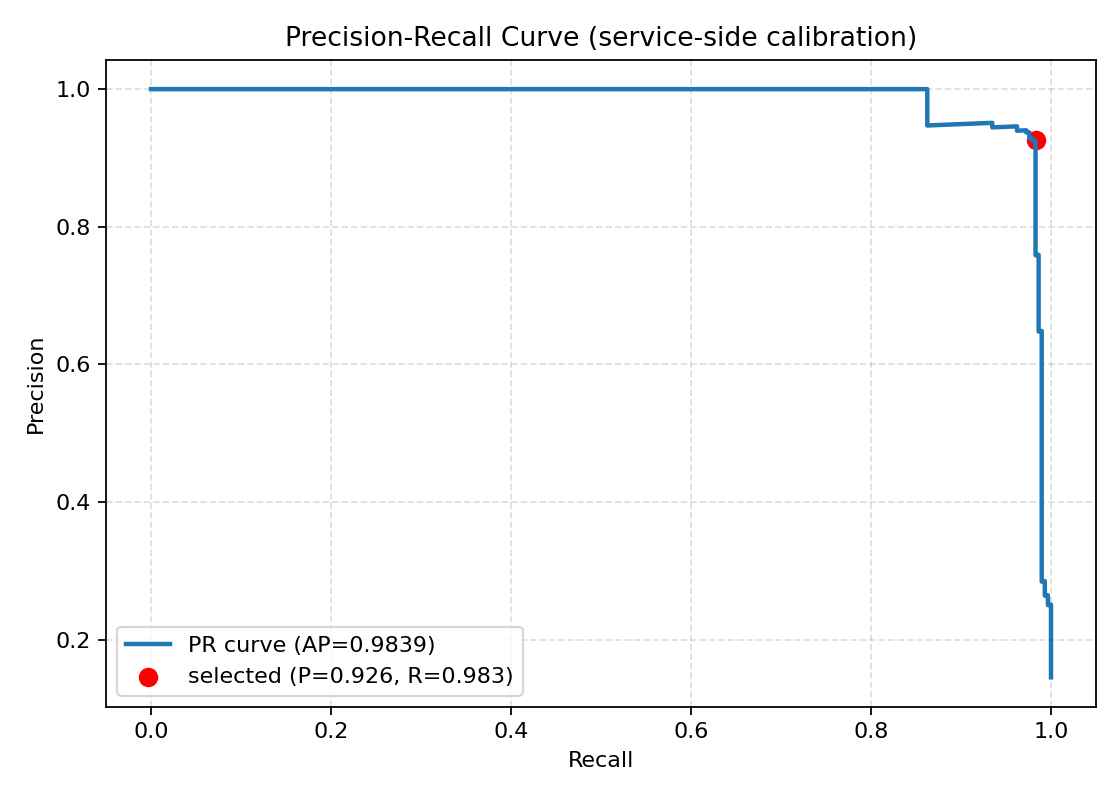 Precision-Recall Curve (service-side calibration)
1.0
0.8
0.6
0.4
0.2
Precision
PR curve (AP=0.9839)
selected (P=0.926, R=0.983)
0.0 0.2 0.4 0.6 0.8 1.0
Recall